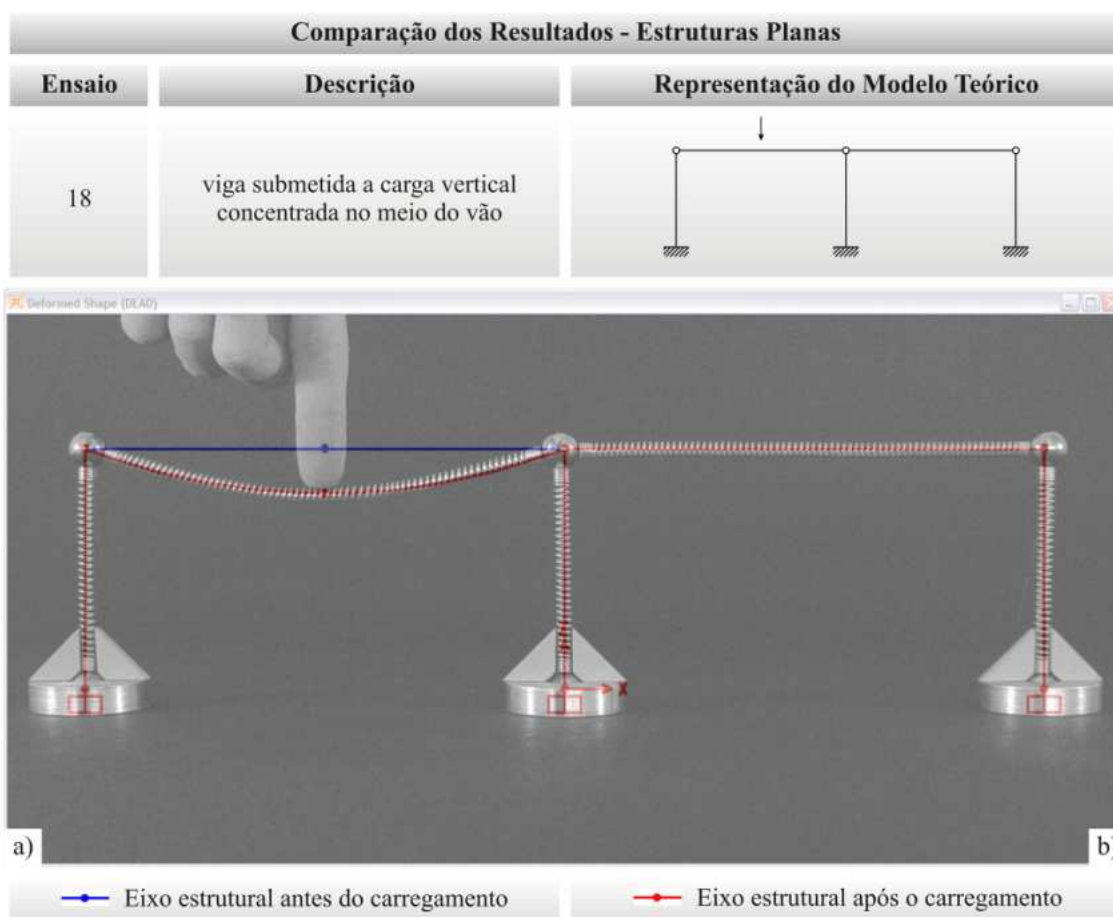 Comparação dos Resultados - Estruturas Planas
Ensaio
Descrição
Representação do Modelo Teórico
18
viga submetida a carga vertical
concentrada no meio do vão
Deformed Shape (DEAD)
X
a)
b)
Eixo estrutural antes do carregamento
Eixo estrutural após o carregamento